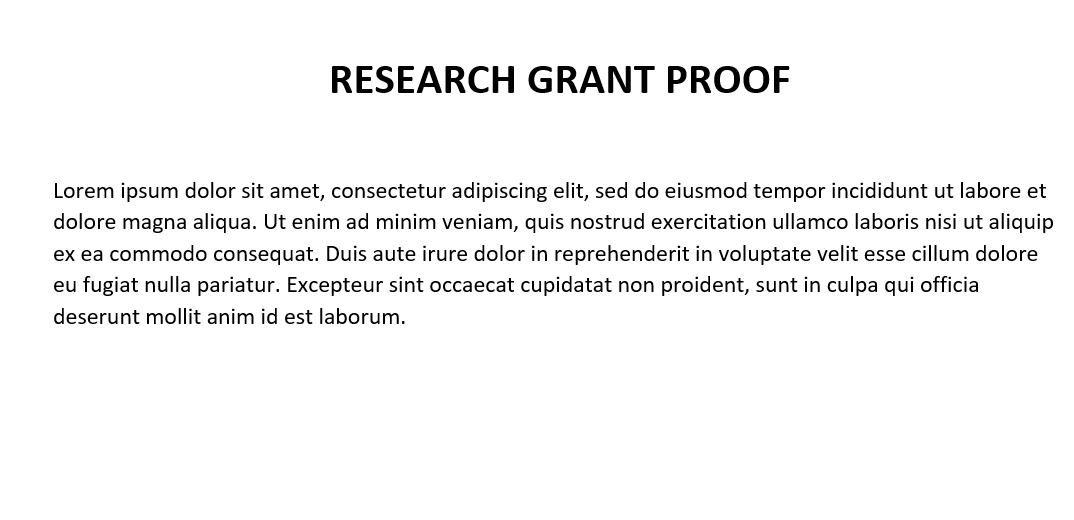 RESEARCH GRANT PROOF
Lorem ipsum dolor sit amet, consectetur adipiscing elit, sed do eiusmod tempor incididunt ut labore et
dolore magna aliqua. Ut enim ad minim veniam, quis nostrud exercitation ullamco laboris nisi ut aliquip
ex ea commodo consequat. Duis aute irure dolor in reprehenderit in voluptate velit esse cillum dolore
eu fugiat nulla pariatur. Excepteur sint occaecat cupidatat non proident, sunt in culpa qui officia
deserunt mollit anim id est laborum.